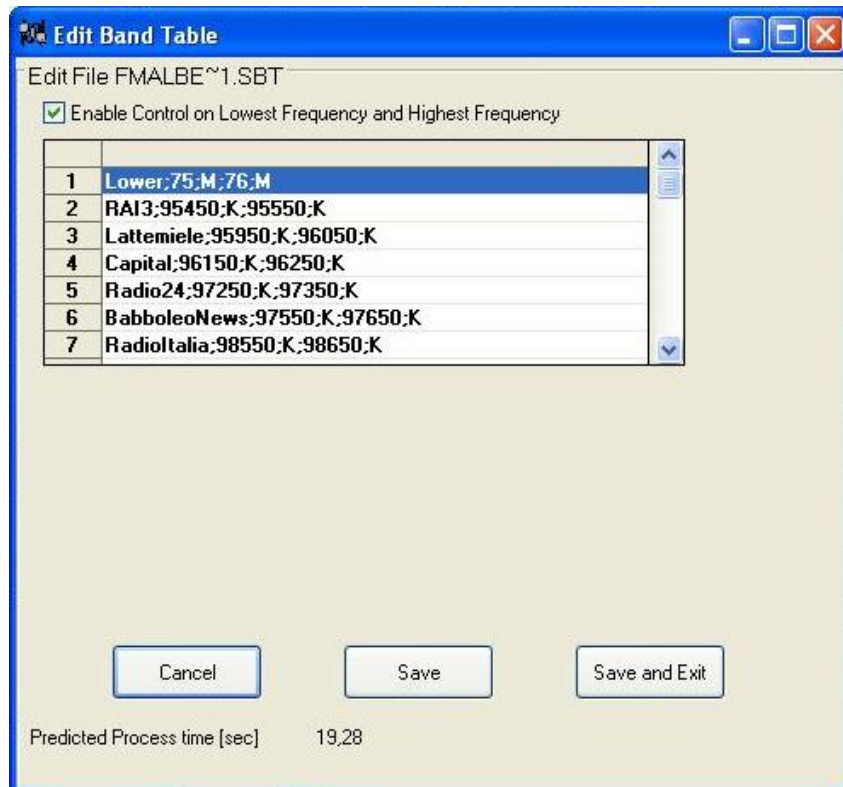 Edit Band Table
Edit File FMALBE~1.SBT
Enable Control on Lowest Frequency and Highest Frequency
1 Lower;75;M;76;M
2 RAI3;95450;K;95550;K
3 Lattemiele;95950;K;96050;K
4 Capital;96150;K;96250;K
5 Radio24;97250;K;97350;K
6 BabboleoNews;97550;K;97650;K
7 RadioItalia;98550;K;98650;K
Cancel Save Save and Exit
Predicted Process time [sec] 19,28